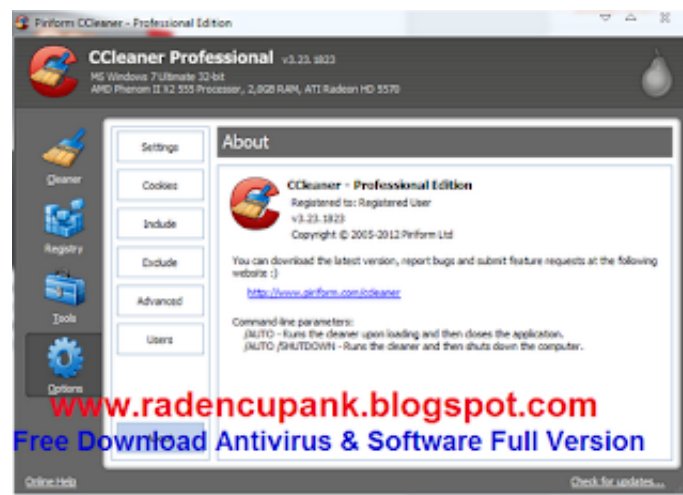 Piriform CCleaner - Professional Edition
CCleaner Professional v3.23.1823
MS Windows 7 Ultimate 32-bit
AMD Phenom II X2 555 Processor, 2,0GB RAM, ATI Radeon HD 5570
Cleaner
Registry
Tools
Options
Settings
Cookies
Include
Exclude
Advanced
Users
About
CCleaner - Professional Edition
Registered to: Registered User
v3.23.1823
Copyright © 2005-2012 Piriform Ltd
You can download the latest version, report bugs and submit feature requests at the following
website :)
http://www.piriform.com/ccleaner
Command-line parameters:
/AUTO - Runs the cleaner upon loading and then closes the application.
/AUTO /SHUTDOWN - Runs the cleaner and then shuts down the computer.
www.radencupank.blogspot.com
Free Download Antivirus & Software Full Version
Online Help
Check for updates...